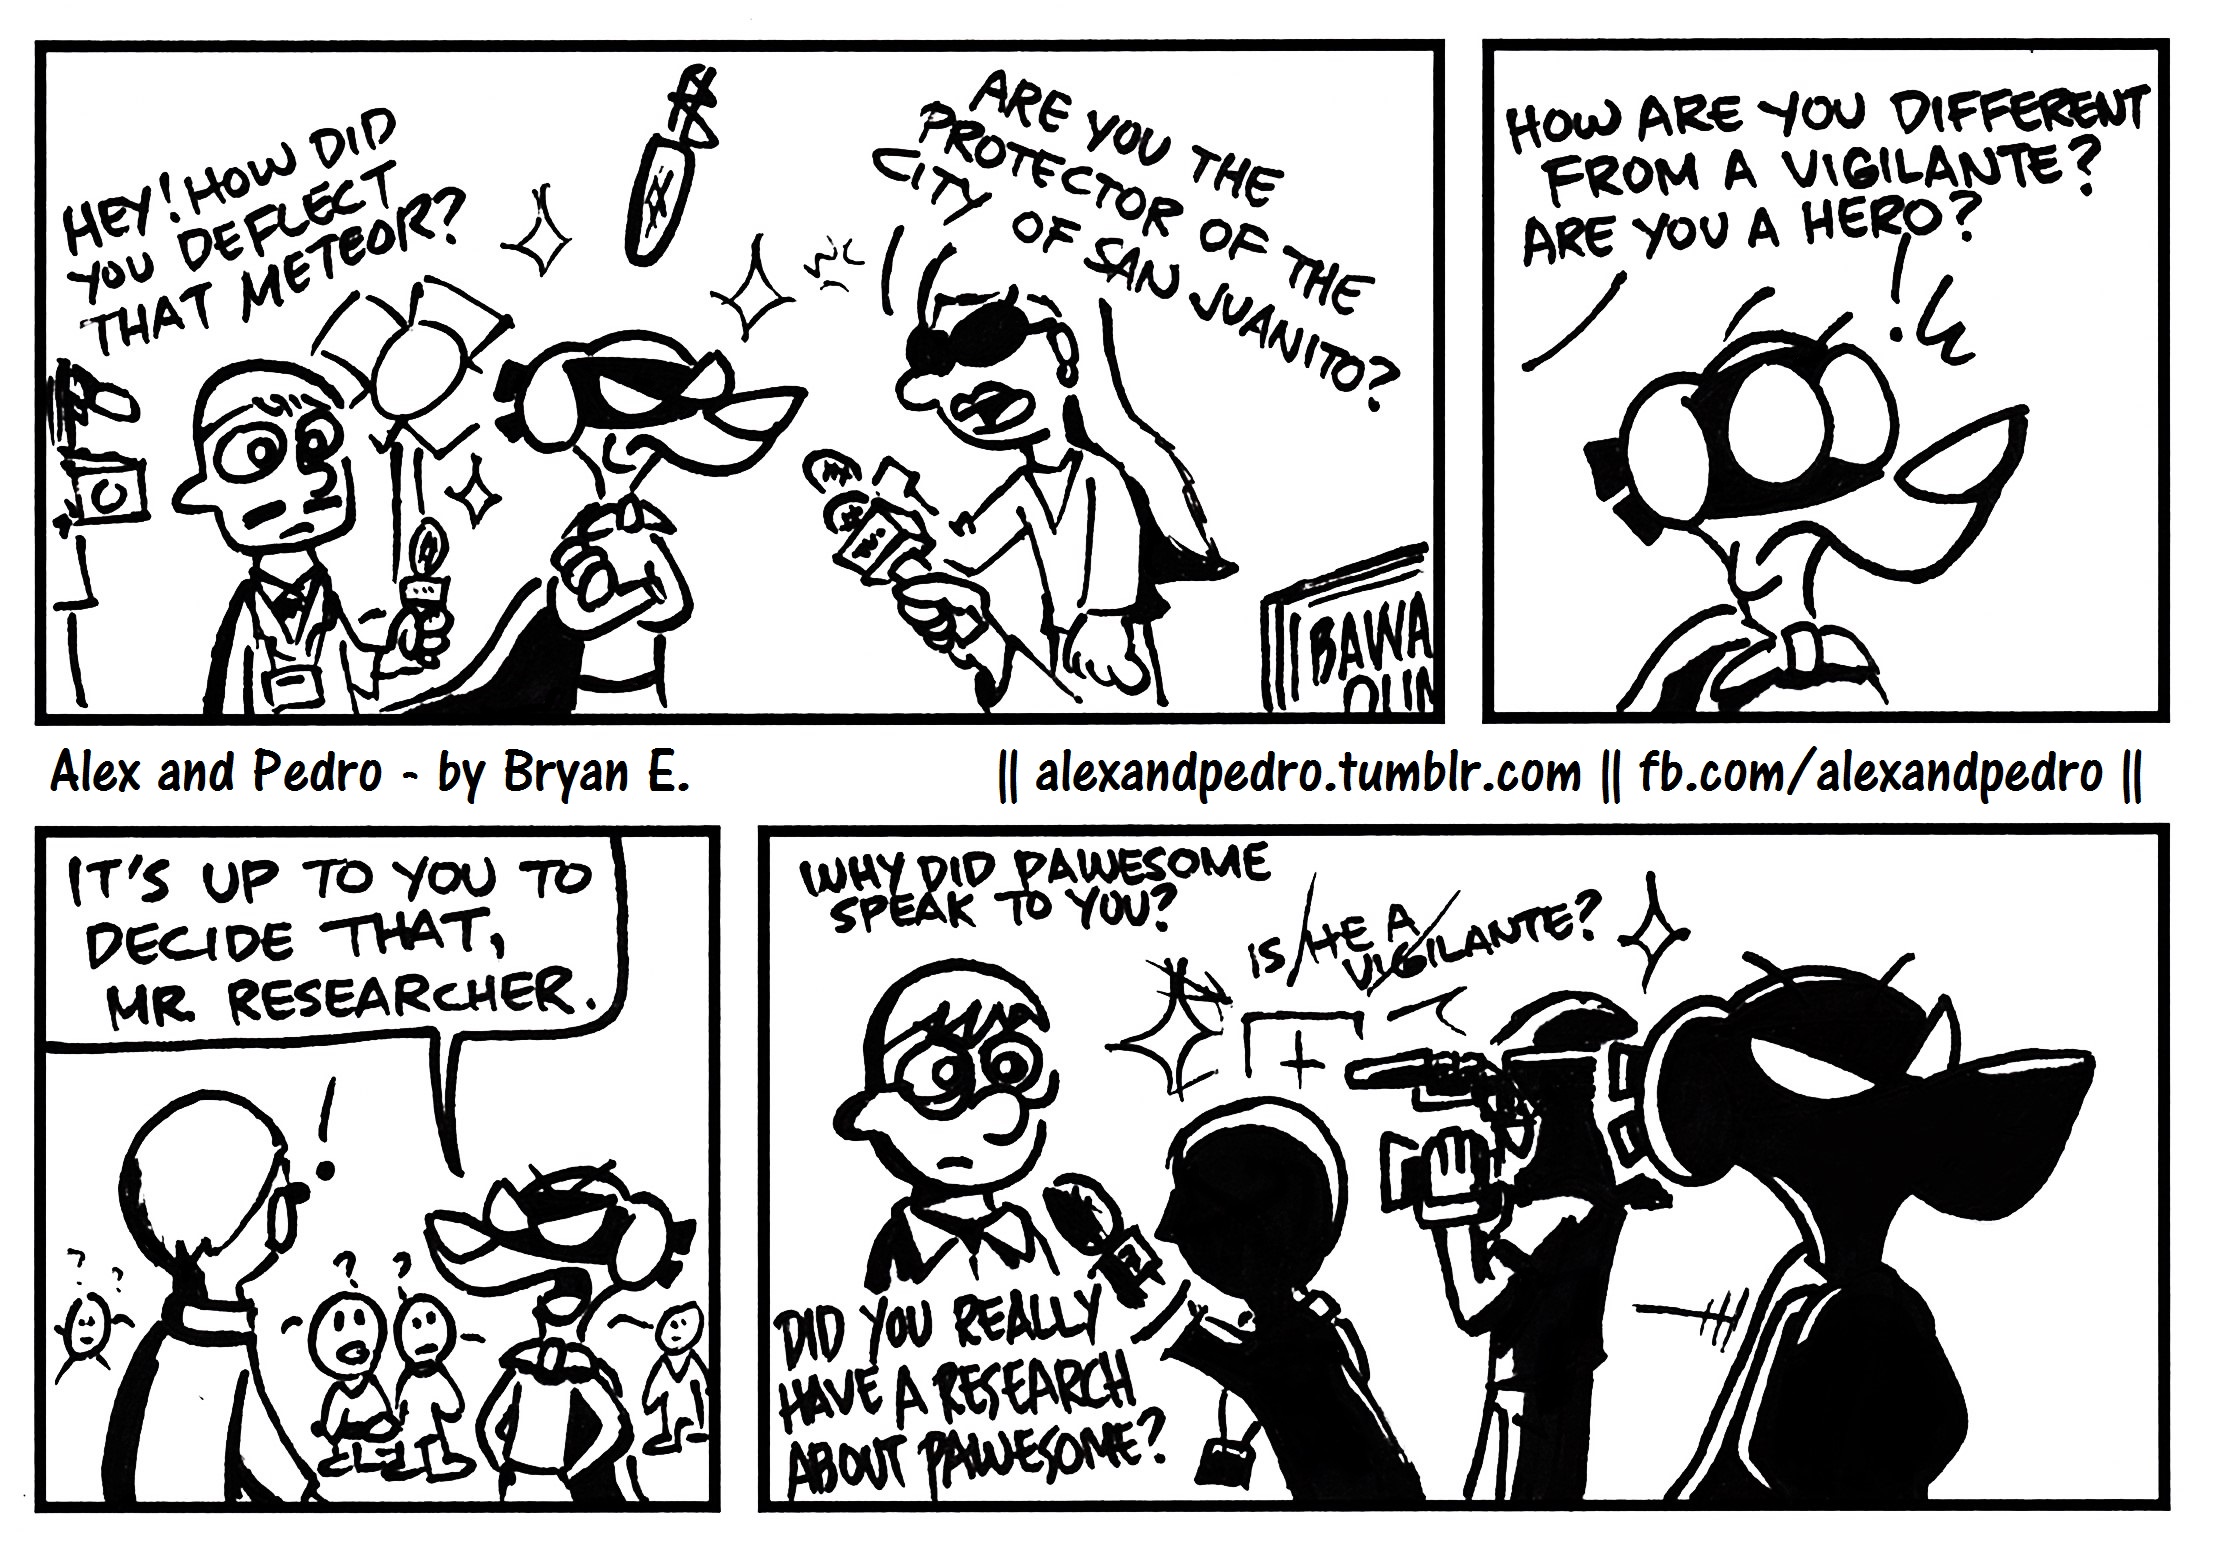 HEY! HOW DID
YOU DEFLECT
THAT METEOR?
ARE YOU THE
PROTECTOR OF THE
CITY OF SAN JUANITO?
BAWA
HOW ARE YOU DIFFERENT
FROM A VIGILANTE?
ARE YOU A HERO?
Alex and Pedro - by Bryan E.
|| alexandpedro.tumblr.com || fb.com/alexandpedro ||
IT'S UP TO YOU TO
DECIDE THAT,
MR. RESEARCHER.
!
? ?
? ?
WHY DID PAWESOME
SPEAK TO YOU?
IS HE A
VIGILANTE?
DID YOU REALLY
HAVE A RESEARCH
ABOUT PAWESOME?